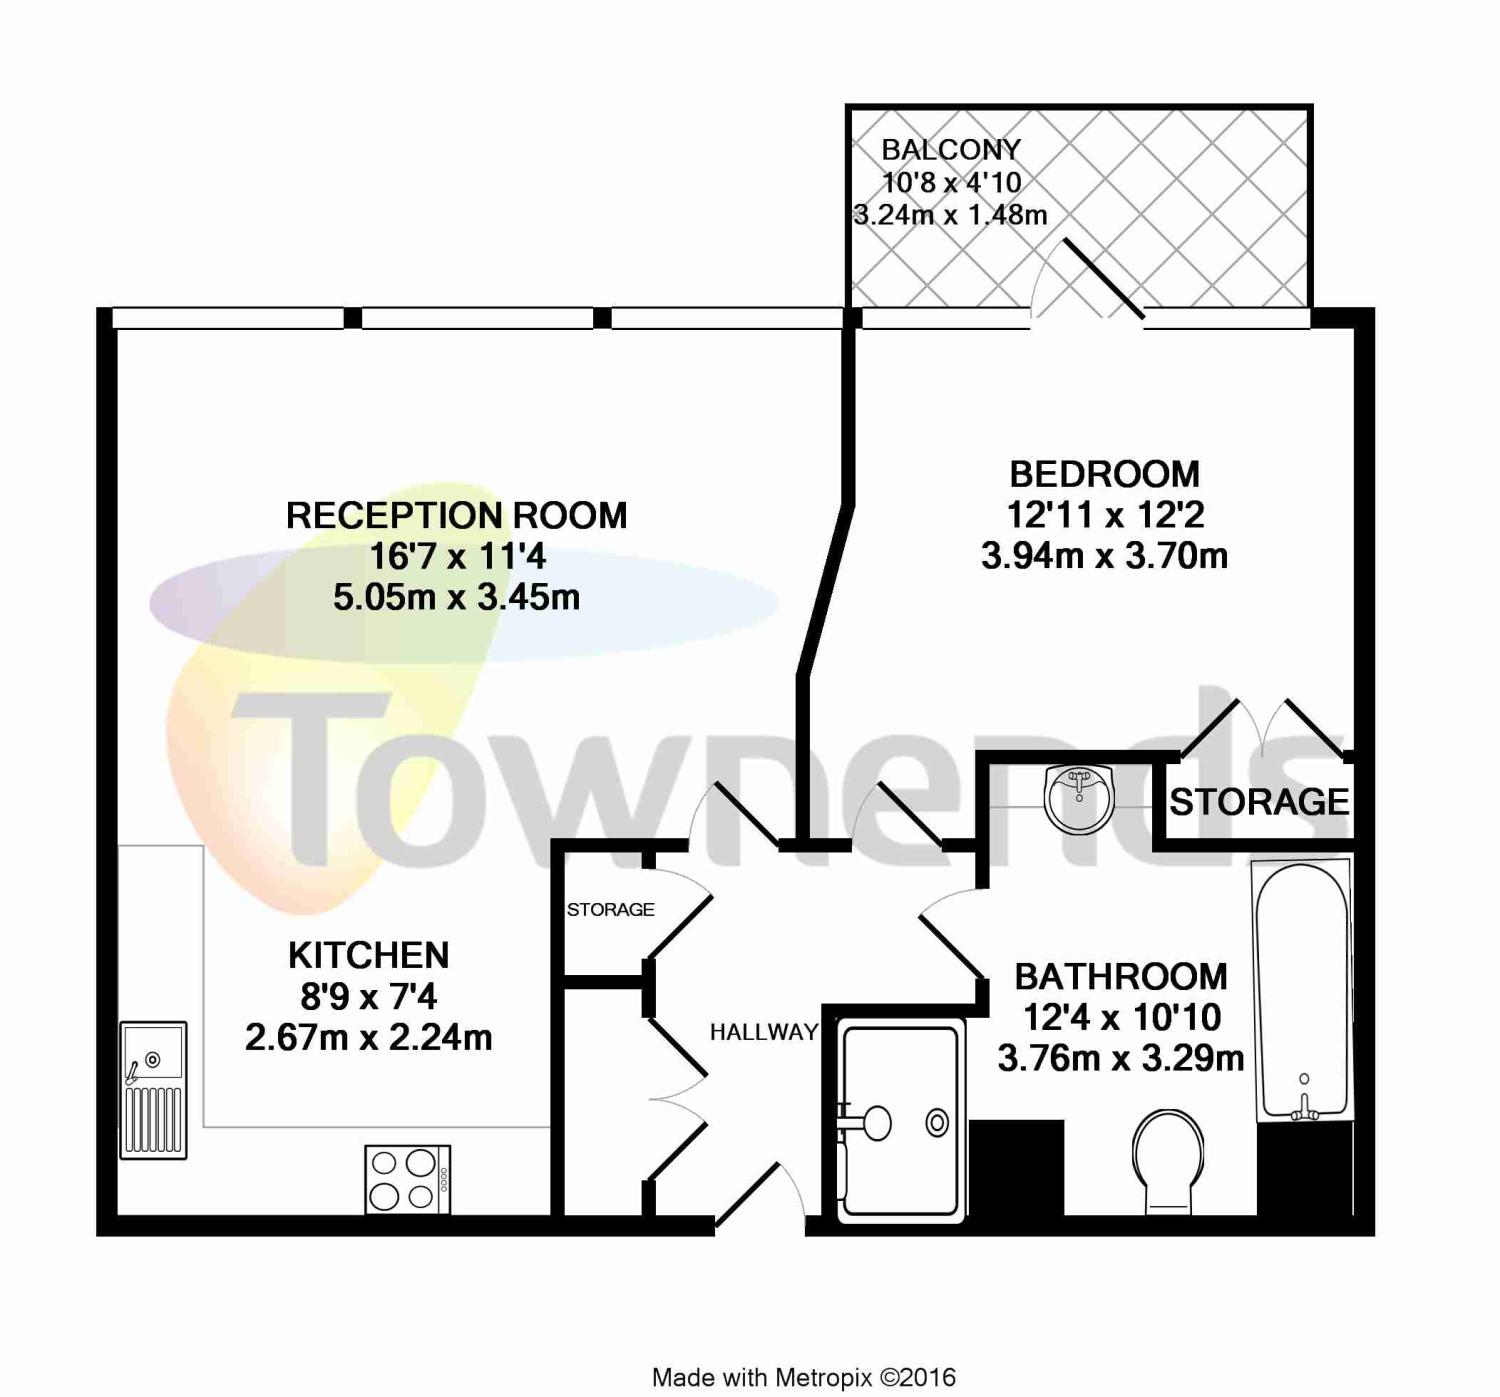 BALCONY
10'8 x 4'10
3.24m x 1.48m
RECEPTION ROOM
16'7 x 11'4
5.05m x 3.45m
BEDROOM
12'11 x 12'2
3.94m x 3.70m
Townends
STORAGE
STORAGE
KITCHEN
8'9 x 7'4
2.67m x 2.24m
HALLWAY
BATHROOM
12'4 x 10'10
3.76m x 3.29m
Made with Metropix ©2016